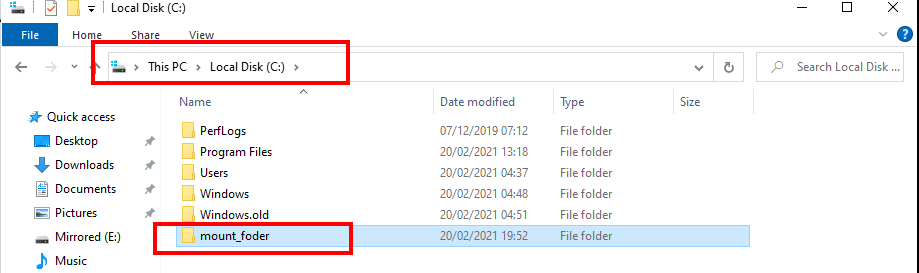 Local Disk (C:)
File Home Share View
This PC Local Disk (C:) Search Local Disk ...
Name Date modified Type Size
Quick access
Desktop
Downloads
Documents
Pictures
Mirrored (E:)
Music
PerfLogs 07/12/2019 07:12 File folder
Program Files 20/02/2021 13:18 File folder
Users 20/02/2021 04:37 File folder
Windows 20/02/2021 04:48 File folder
Windows.old 20/02/2021 04:51 File folder
mount_foder 20/02/2021 19:52 File folder